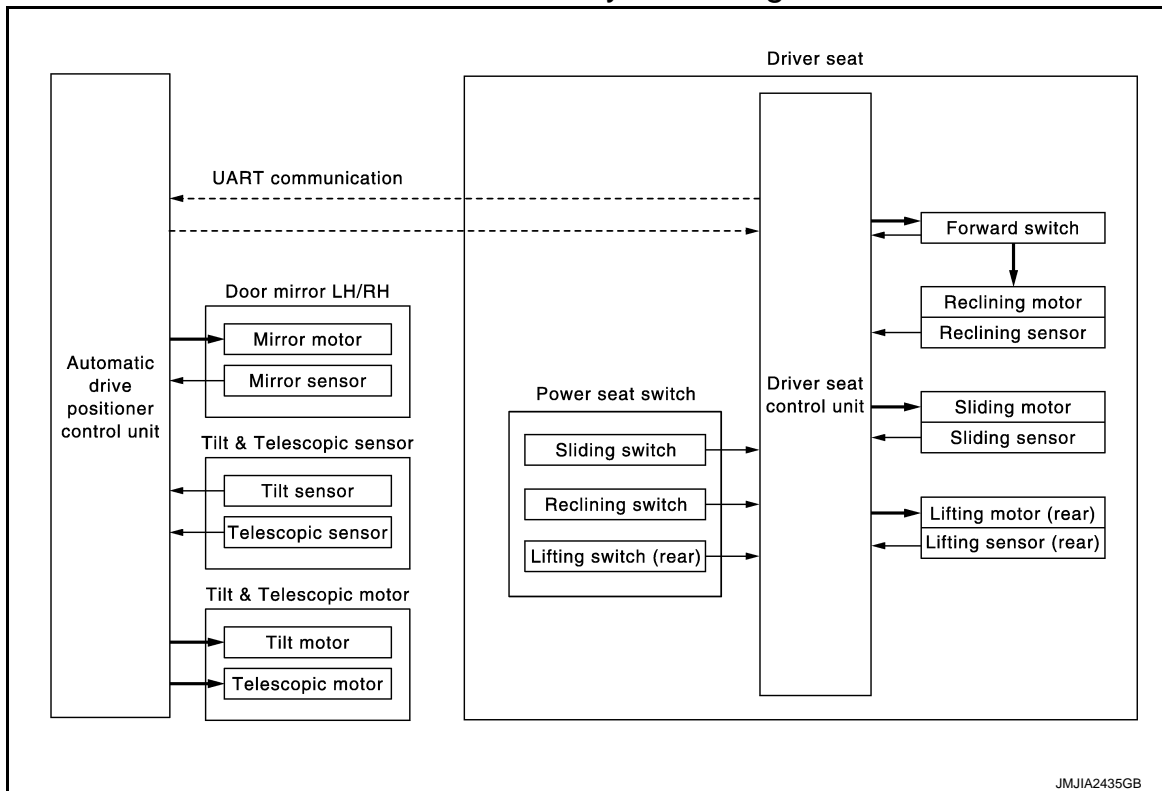 Driver seat
UART communication
Forward switch
Door mirror LH/RH
Mirror motor
Mirror sensor
Reclining motor
Reclining sensor
Automatic
drive
positioner
control unit
Driver seat
control unit
Power seat switch
Sliding switch
Reclining switch
Lifting switch (rear)
Sliding motor
Sliding sensor
Tilt & Telescopic sensor
Tilt sensor
Telescopic sensor
Lifting motor (rear)
Lifting sensor (rear)
Tilt & Telescopic motor
Tilt motor
Telescopic motor
JMJIA2435GB